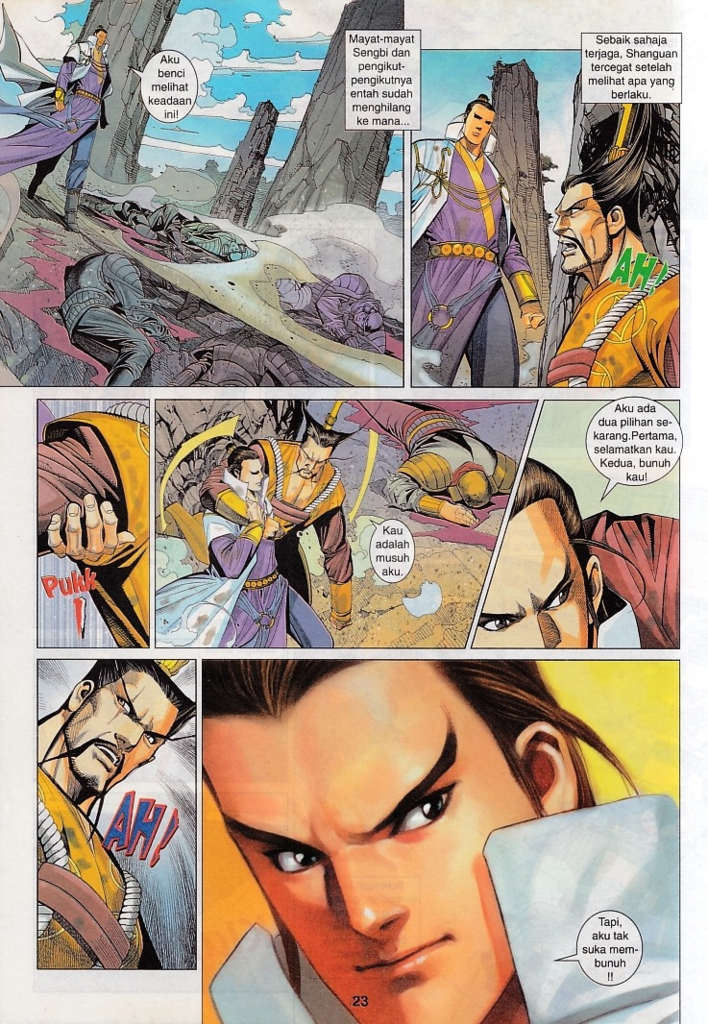 Aku
benci
melihat
keadaan
ini!
Mayat-mayat
Sengbi dan
pengikut-
pengikutnya
entah sudah
menghilang
ke mana...
Sebaik sahaja
terjaga, Shanguan
tercegat setelah
melihat apa yang
berlaku.
AH!
PUKK
!
Kau
adalah
musuh
aku.
Aku ada
dua pilihan se-
karang.Pertama,
selamatkan kau.
Kedua, bunuh
kau!
AH!
Tapi,
aku tak
suka mem-
bunuh
!!
23